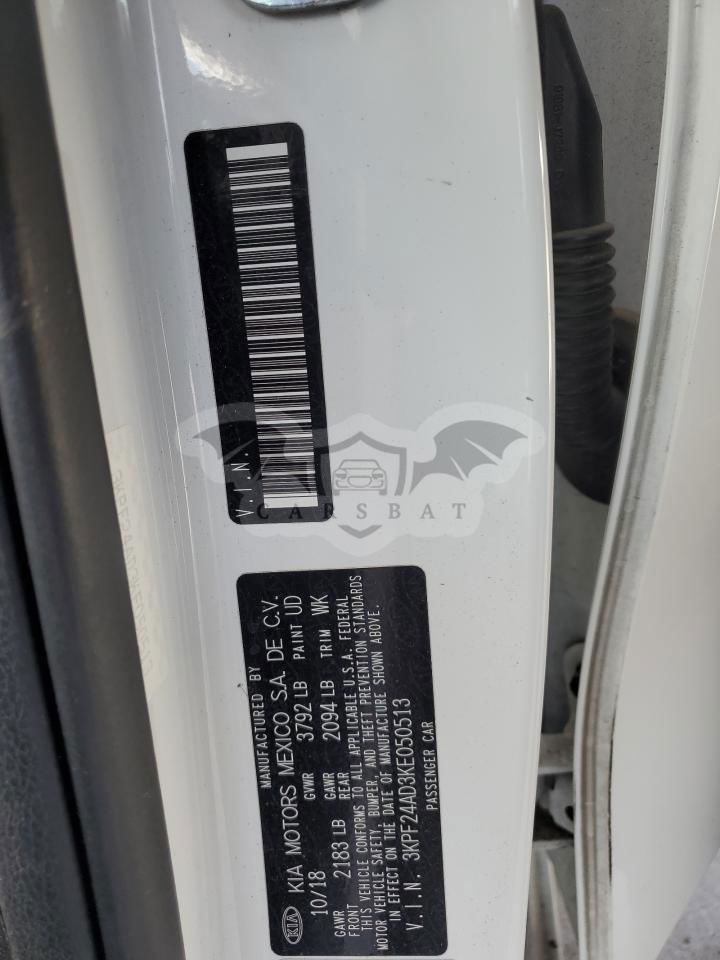 V.I.N.
CARSBAT
MANUFACTURED BY
KIA KIA MOTORS MEXICO S.A. DE C.V.
10/18 GVWR 3792 LB PAINT UD
GAWR FRONT 2183 LB GAWR REAR 2094 LB TRIM WK
THIS VEHICLE CONFORMS TO ALL APPLICABLE U.S.A. FEDERAL
MOTOR VEHICLE SAFETY, BUMPER, AND THEFT PREVENTION STANDARDS
IN EFFECT ON THE DATE OF MANUFACTURE SHOWN ABOVE.
V.I.N. 3KPF24AD3KE050513
PASSENGER CAR